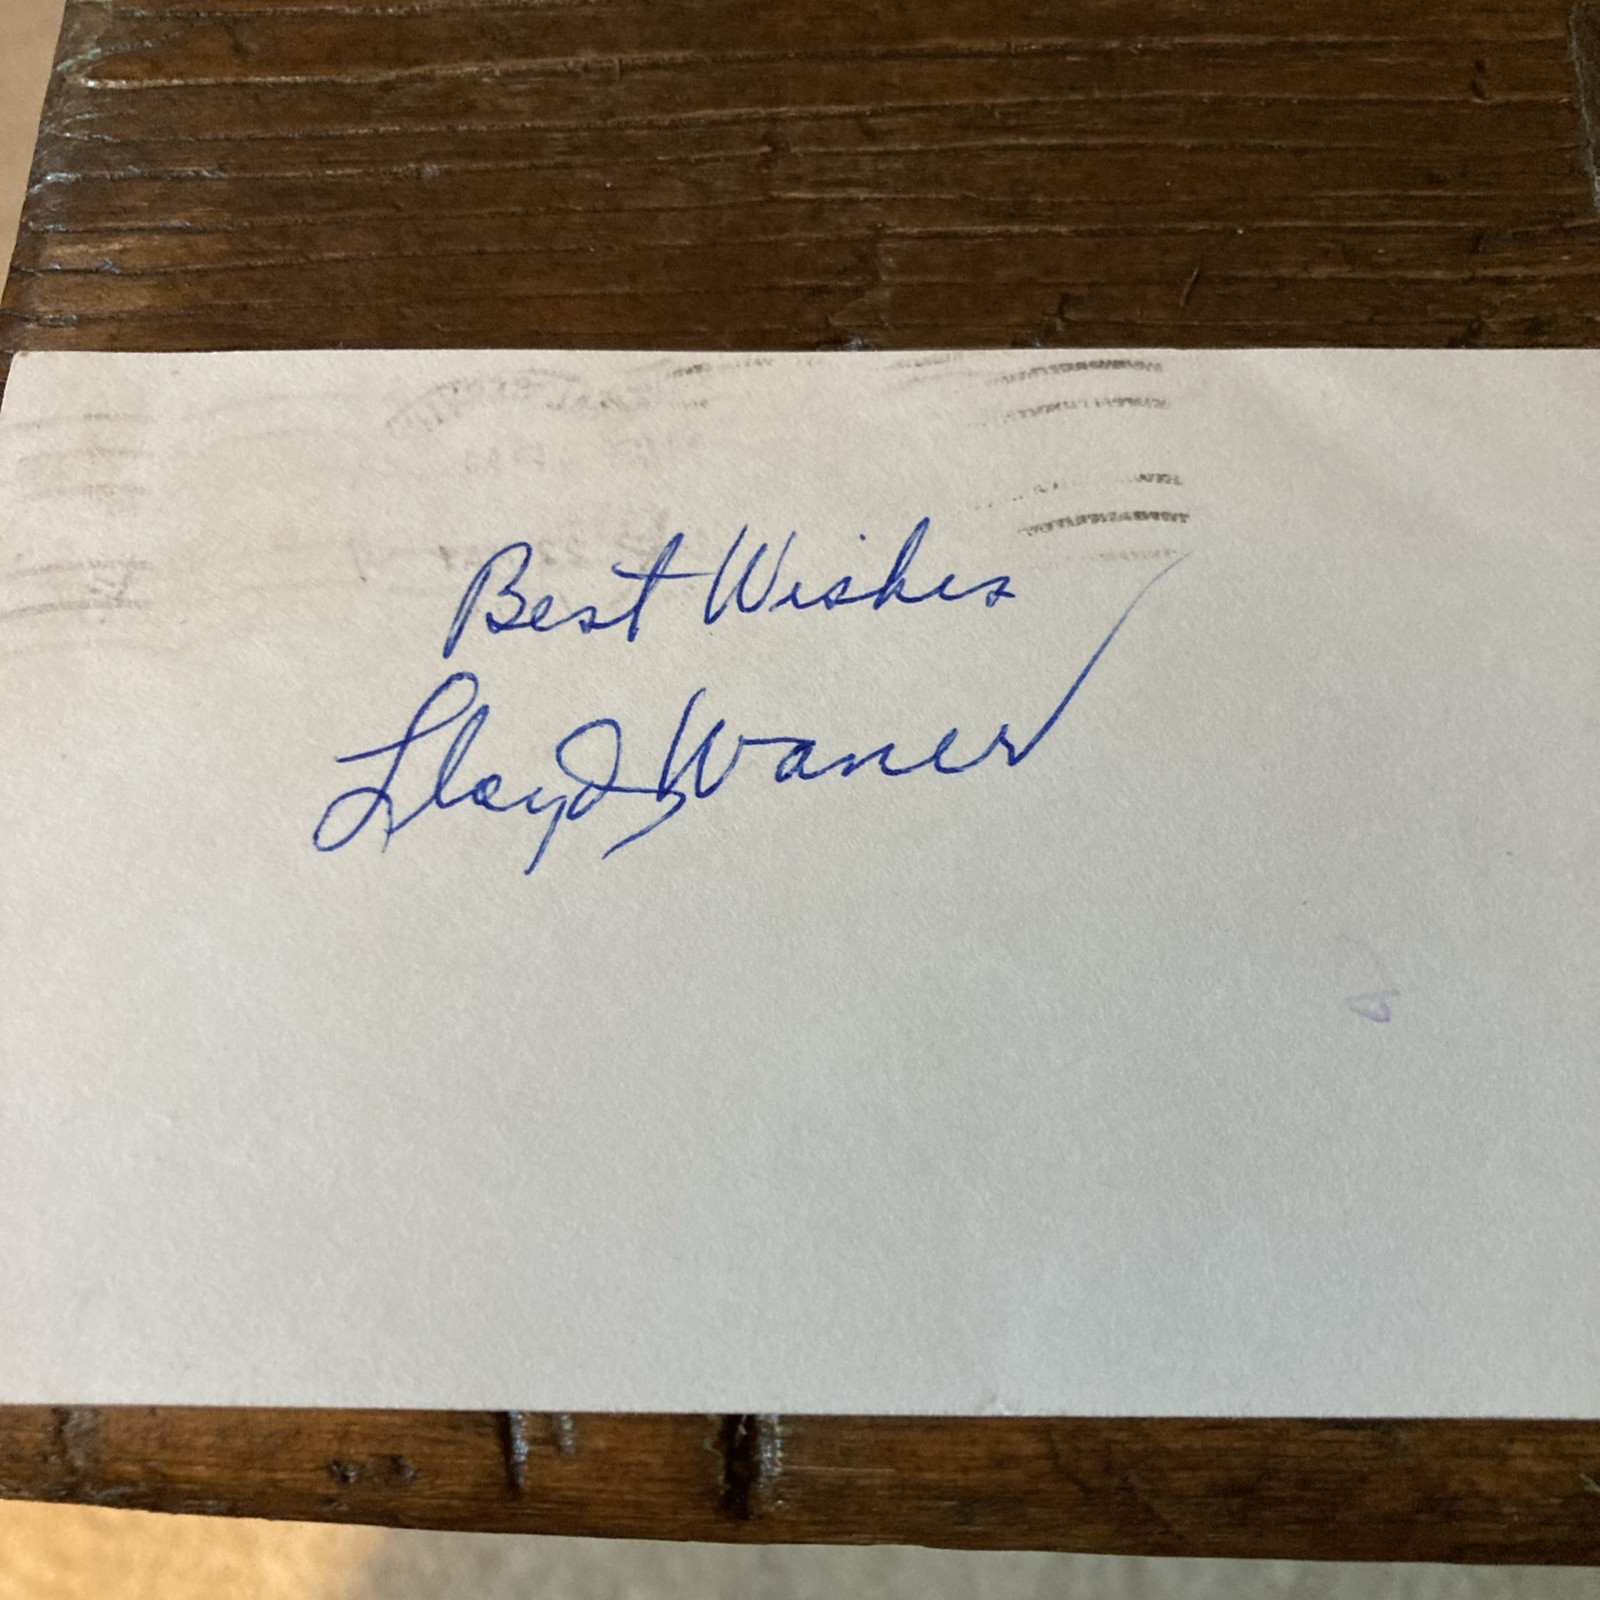 Best Wishes
Lloyd Waner